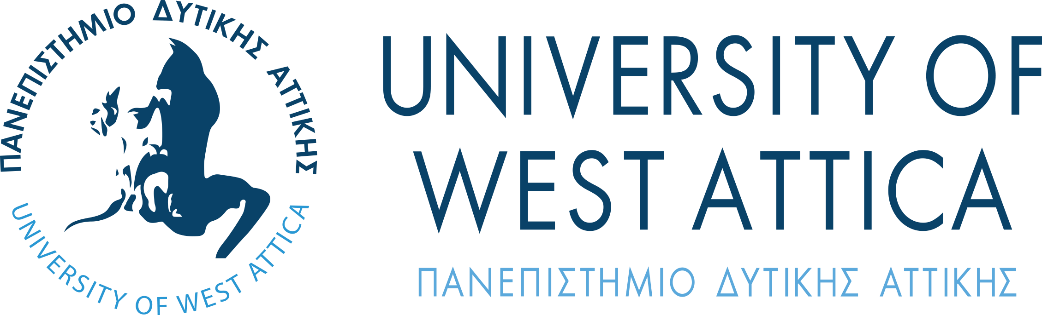 ΠΑΝΕΠΙΣΤΗΜΙΟ ΔΥΤΙΚΗΣ ΑΤΤΙΚΗΣ
UNIVERSITY OF WEST ATTICA
UNIVERSITY OF
WEST ATTICA
ΠΑΝΕΠΙΣΤΗΜΙΟ ΔΥΤΙΚΗΣ ΑΤΤΙΚΗΣ